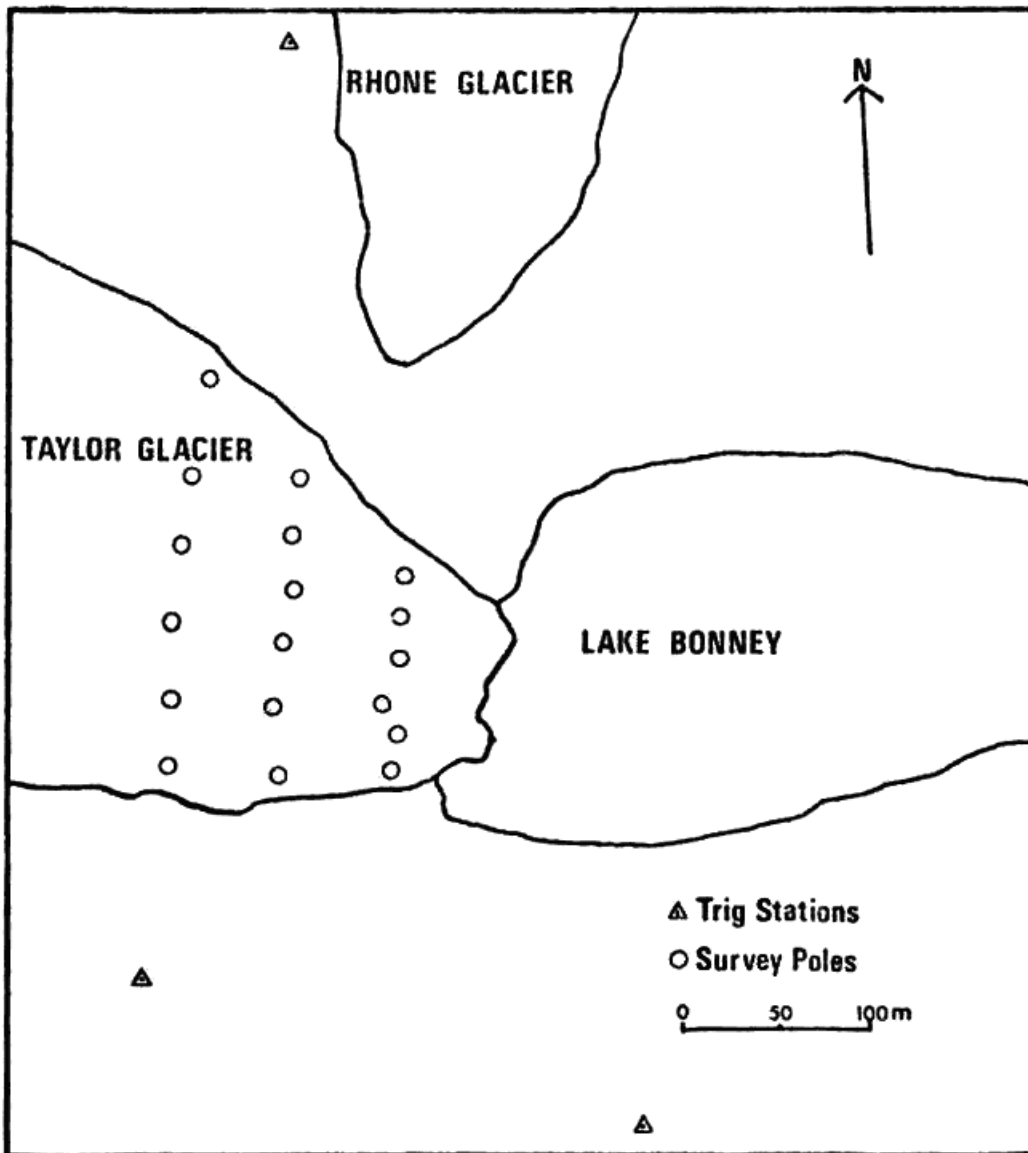 RHONE GLACIER
N
TAYLOR GLACIER
LAKE BONNEY
Trig Stations
Survey Poles
0 50 100m